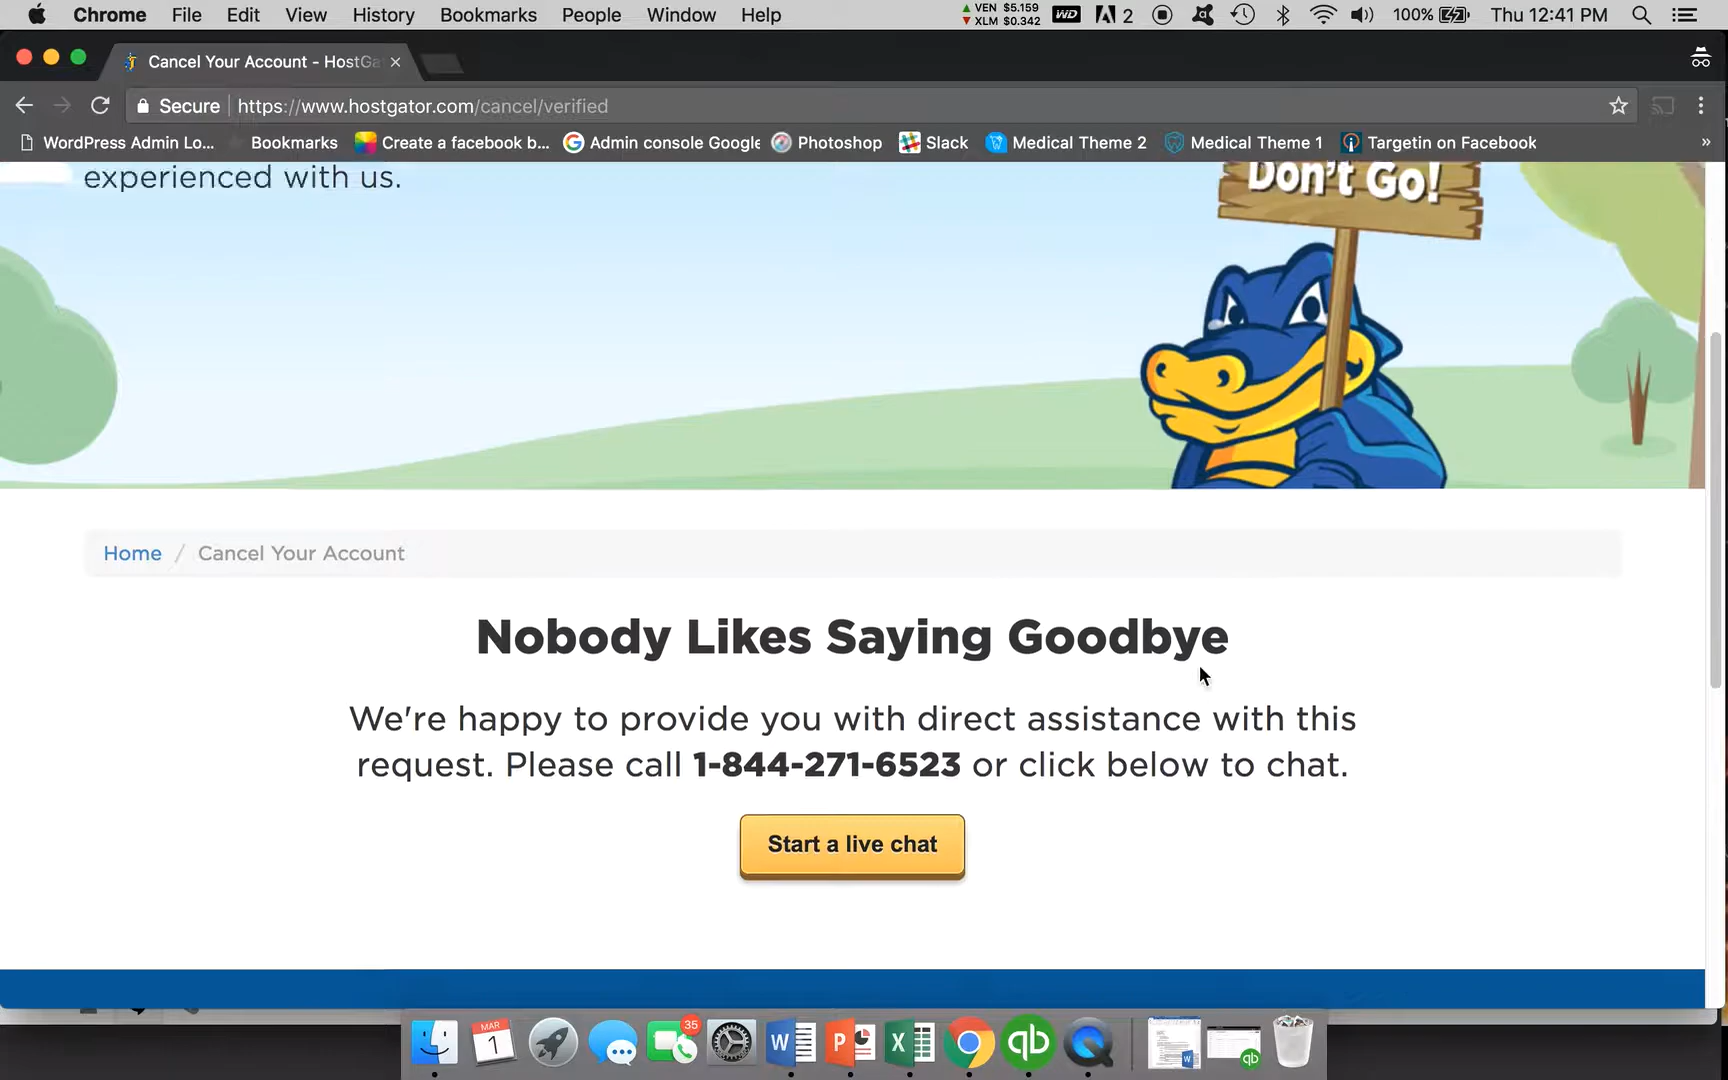 Chrome File Edit View History Bookmarks People Window Help
VEN $5.159
XLM $0.342
WD
2
100%
Thu 12:41 PM
Cancel Your Account - HostGa
Secure https://www.hostgator.com/cancel/verified
WordPress Admin Lo... Bookmarks Create a facebook b... Admin console Google Photoshop Slack Medical Theme 2 Medical Theme 1 Targetin on Facebook »
experienced with us.
Don't Go!
Home / Cancel Your Account
Nobody Likes Saying Goodbye
We're happy to provide you with direct assistance with this
request. Please call 1-844-271-6523 or click below to chat.
Start a live chat
MAR
1
35
W
P
X
qb